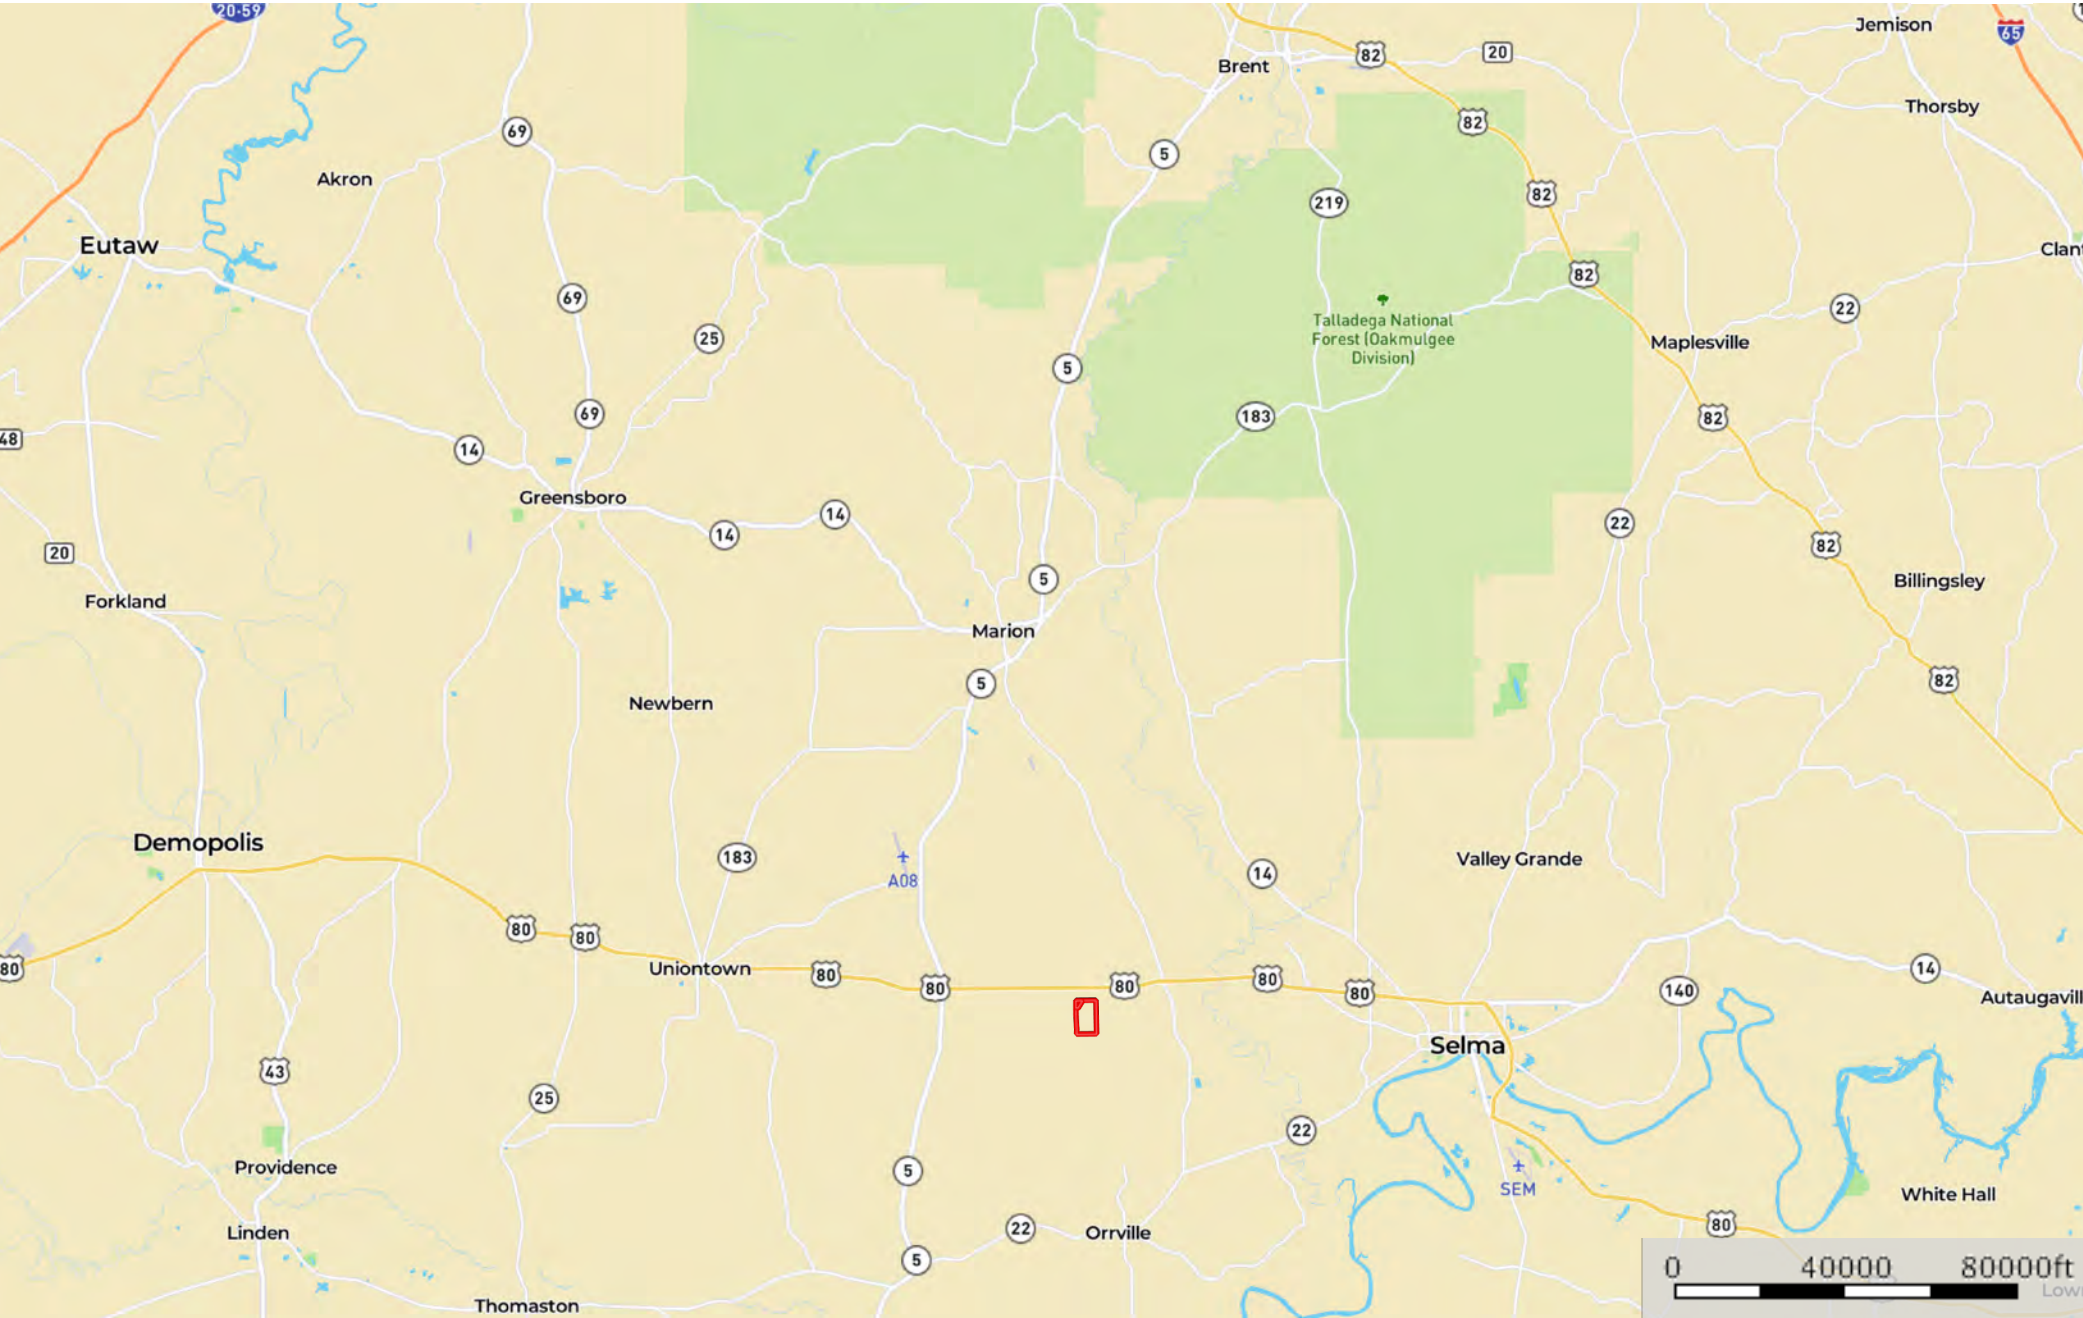 20-59
Jemison
65
82
20
Brent
Thorsby
69
82
5
Akron
82
219
Eutaw
Clant
82
69
22
Talladega National
Forest (Oakmulgee
Division)
25
Maplesville
5
69
183
82
48
14
Greensboro
14
22
14
82
20
5
Billingsley
Forkland
Marion
5
82
Newbern
Demopolis
183
Valley Grande
14
A08
80
80
80
Uniontown
80
80
80
80
80
14
140
Autaugavill
Selma
43
25
22
Providence
5
SEM
White Hall
80
Linden
22
Orrville
5
0 40000 80000ft
Low
Thomaston